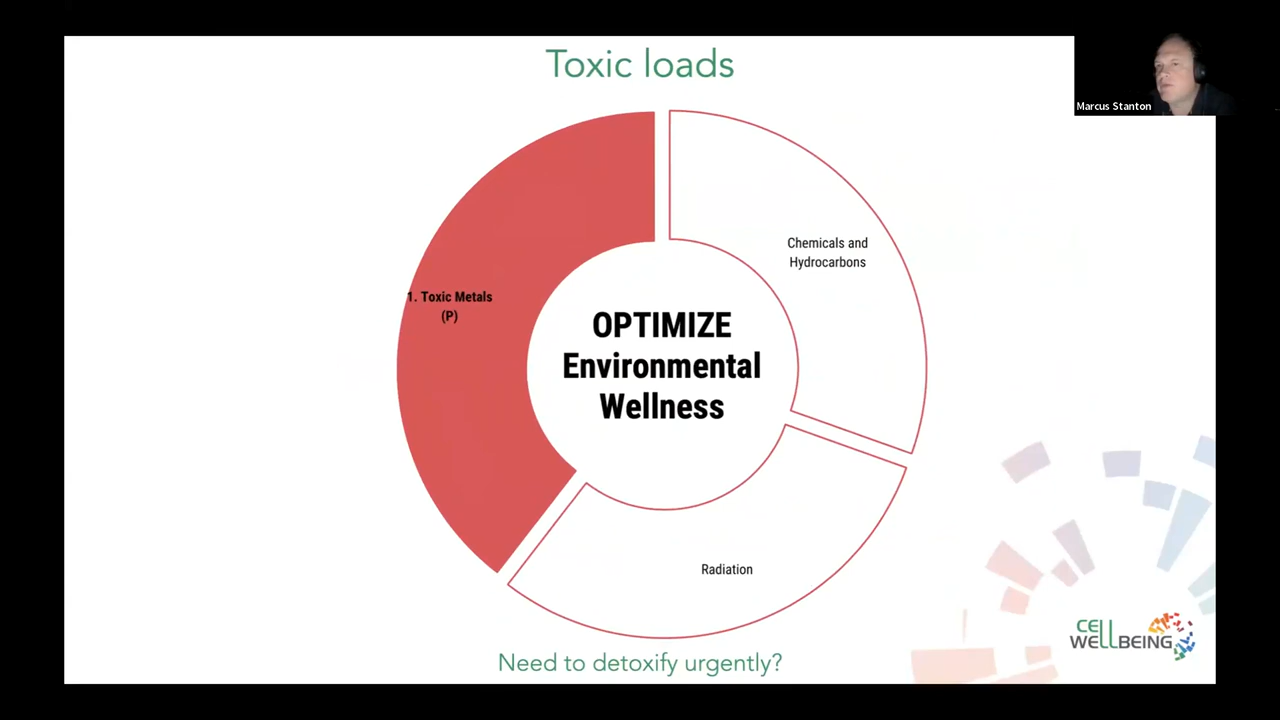 Toxic loads
Marcus Stanton
Chemicals and
Hydrocarbons
1. Toxic Metals
(P)
OPTIMIZE
Environmental
Wellness
Radiation
CELL
WELLBEING
Need to detoxify urgently?